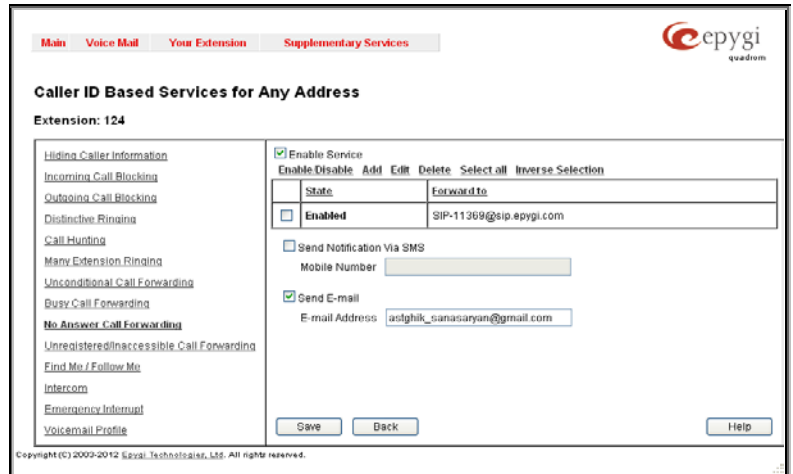 Main Voice Mail Your Extension Supplementary Services
epygi
quadrom
Caller ID Based Services for Any Address
Extension: 124
Hiding Caller Information
Incoming Call Blocking
Outgoing Call Blocking
Distinctive Ringing
Call Hunting
Many Extension Ringing
Unconditional Call Forwarding
Busy Call Forwarding
No Answer Call Forwarding
Unregistered/Inaccessible Call Forwarding
Find Me / Follow Me
Intercom
Emergency Interrupt
Voicemail Profile
Enable Service
Enable/Disable Add Edit Delete Select all Inverse Selection
State Forward to
Enabled SIP-11369@sip.epygi.com
Send Notification Via SMS
Mobile Number
Send E-mail
E-mail Address astghik_sanasaryan@gmail.com
Save Back Help
Copyright (C) 2003-2012 Epygi Technologies, Ltd. All rights reserved.